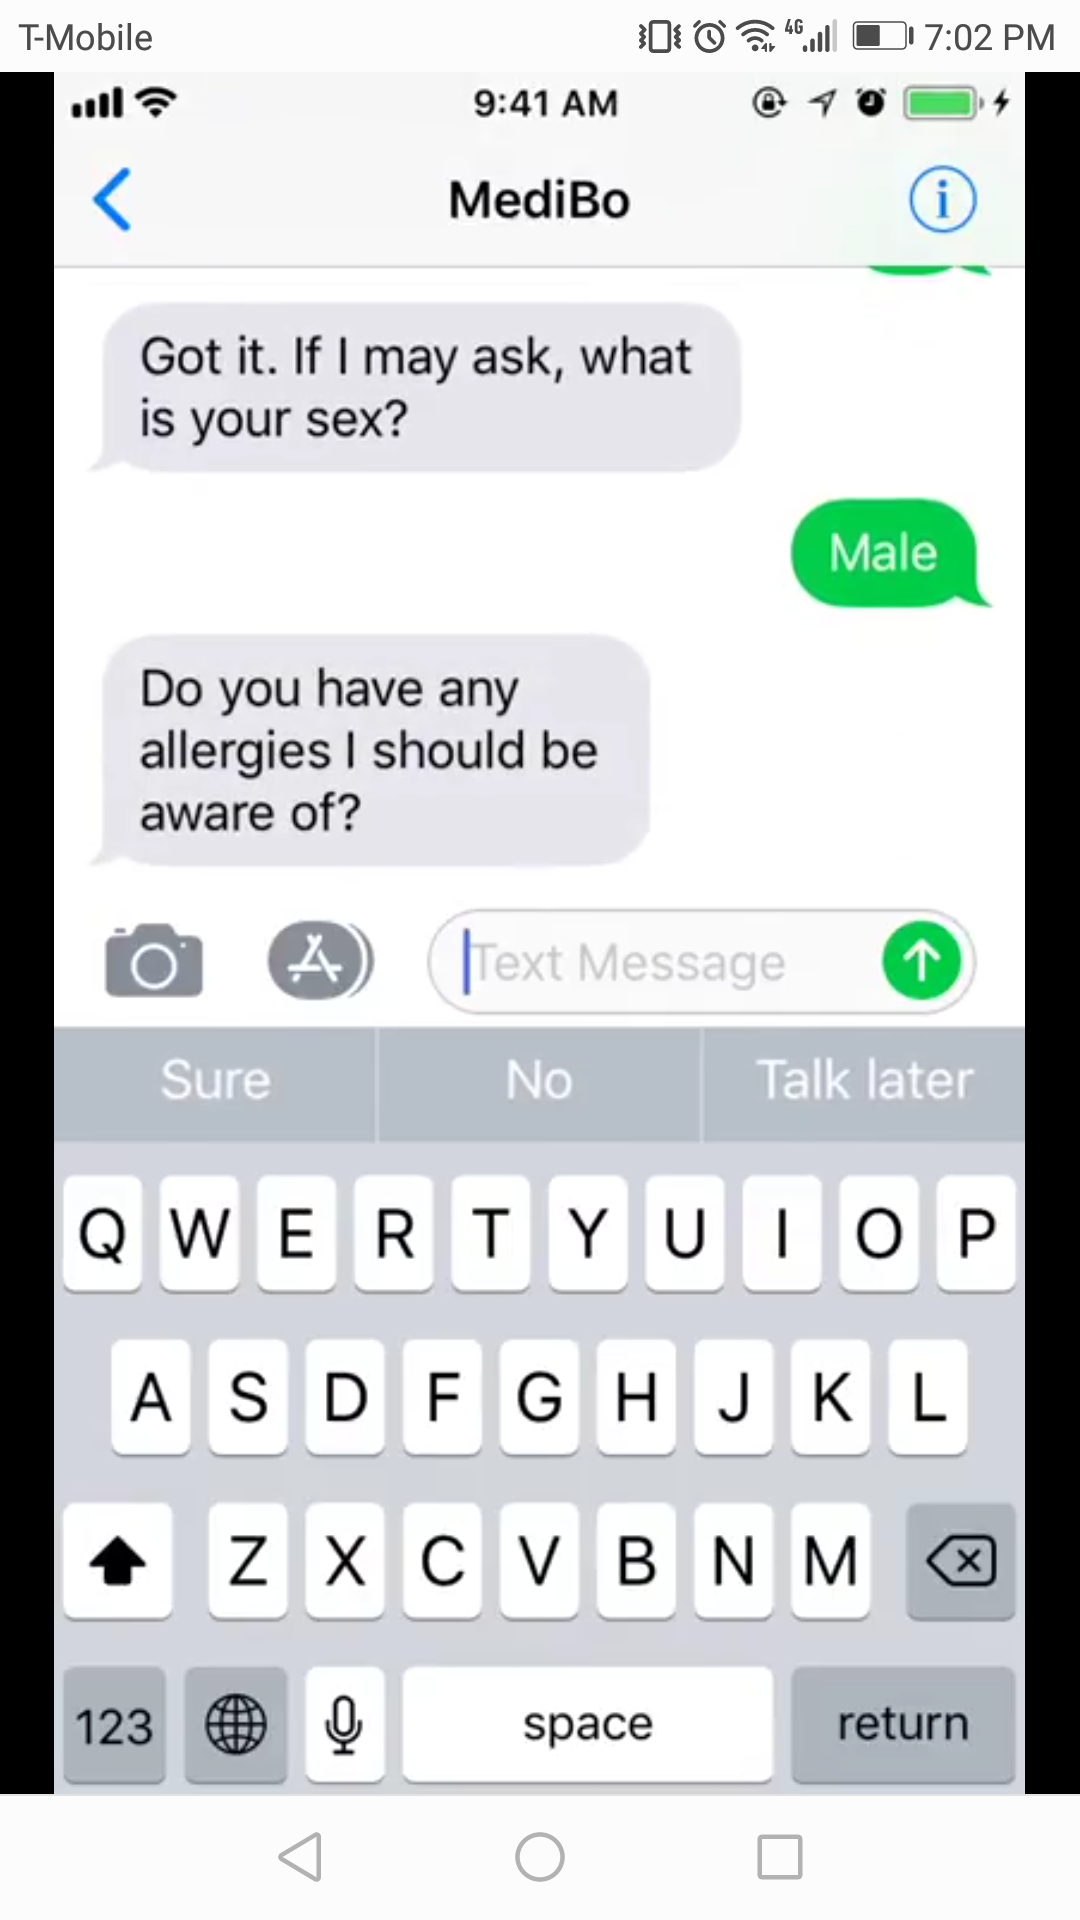 T-Mobile 4G 7:02 PM
9:41 AM
MediBo
Got it. If I may ask, what
is your sex?
Male
Do you have any
allergies I should be
aware of?
Text Message
Sure No Talk later
Q W E R T Y U I O P
A S D F G H J K L
Z X C V B N M
123 space return